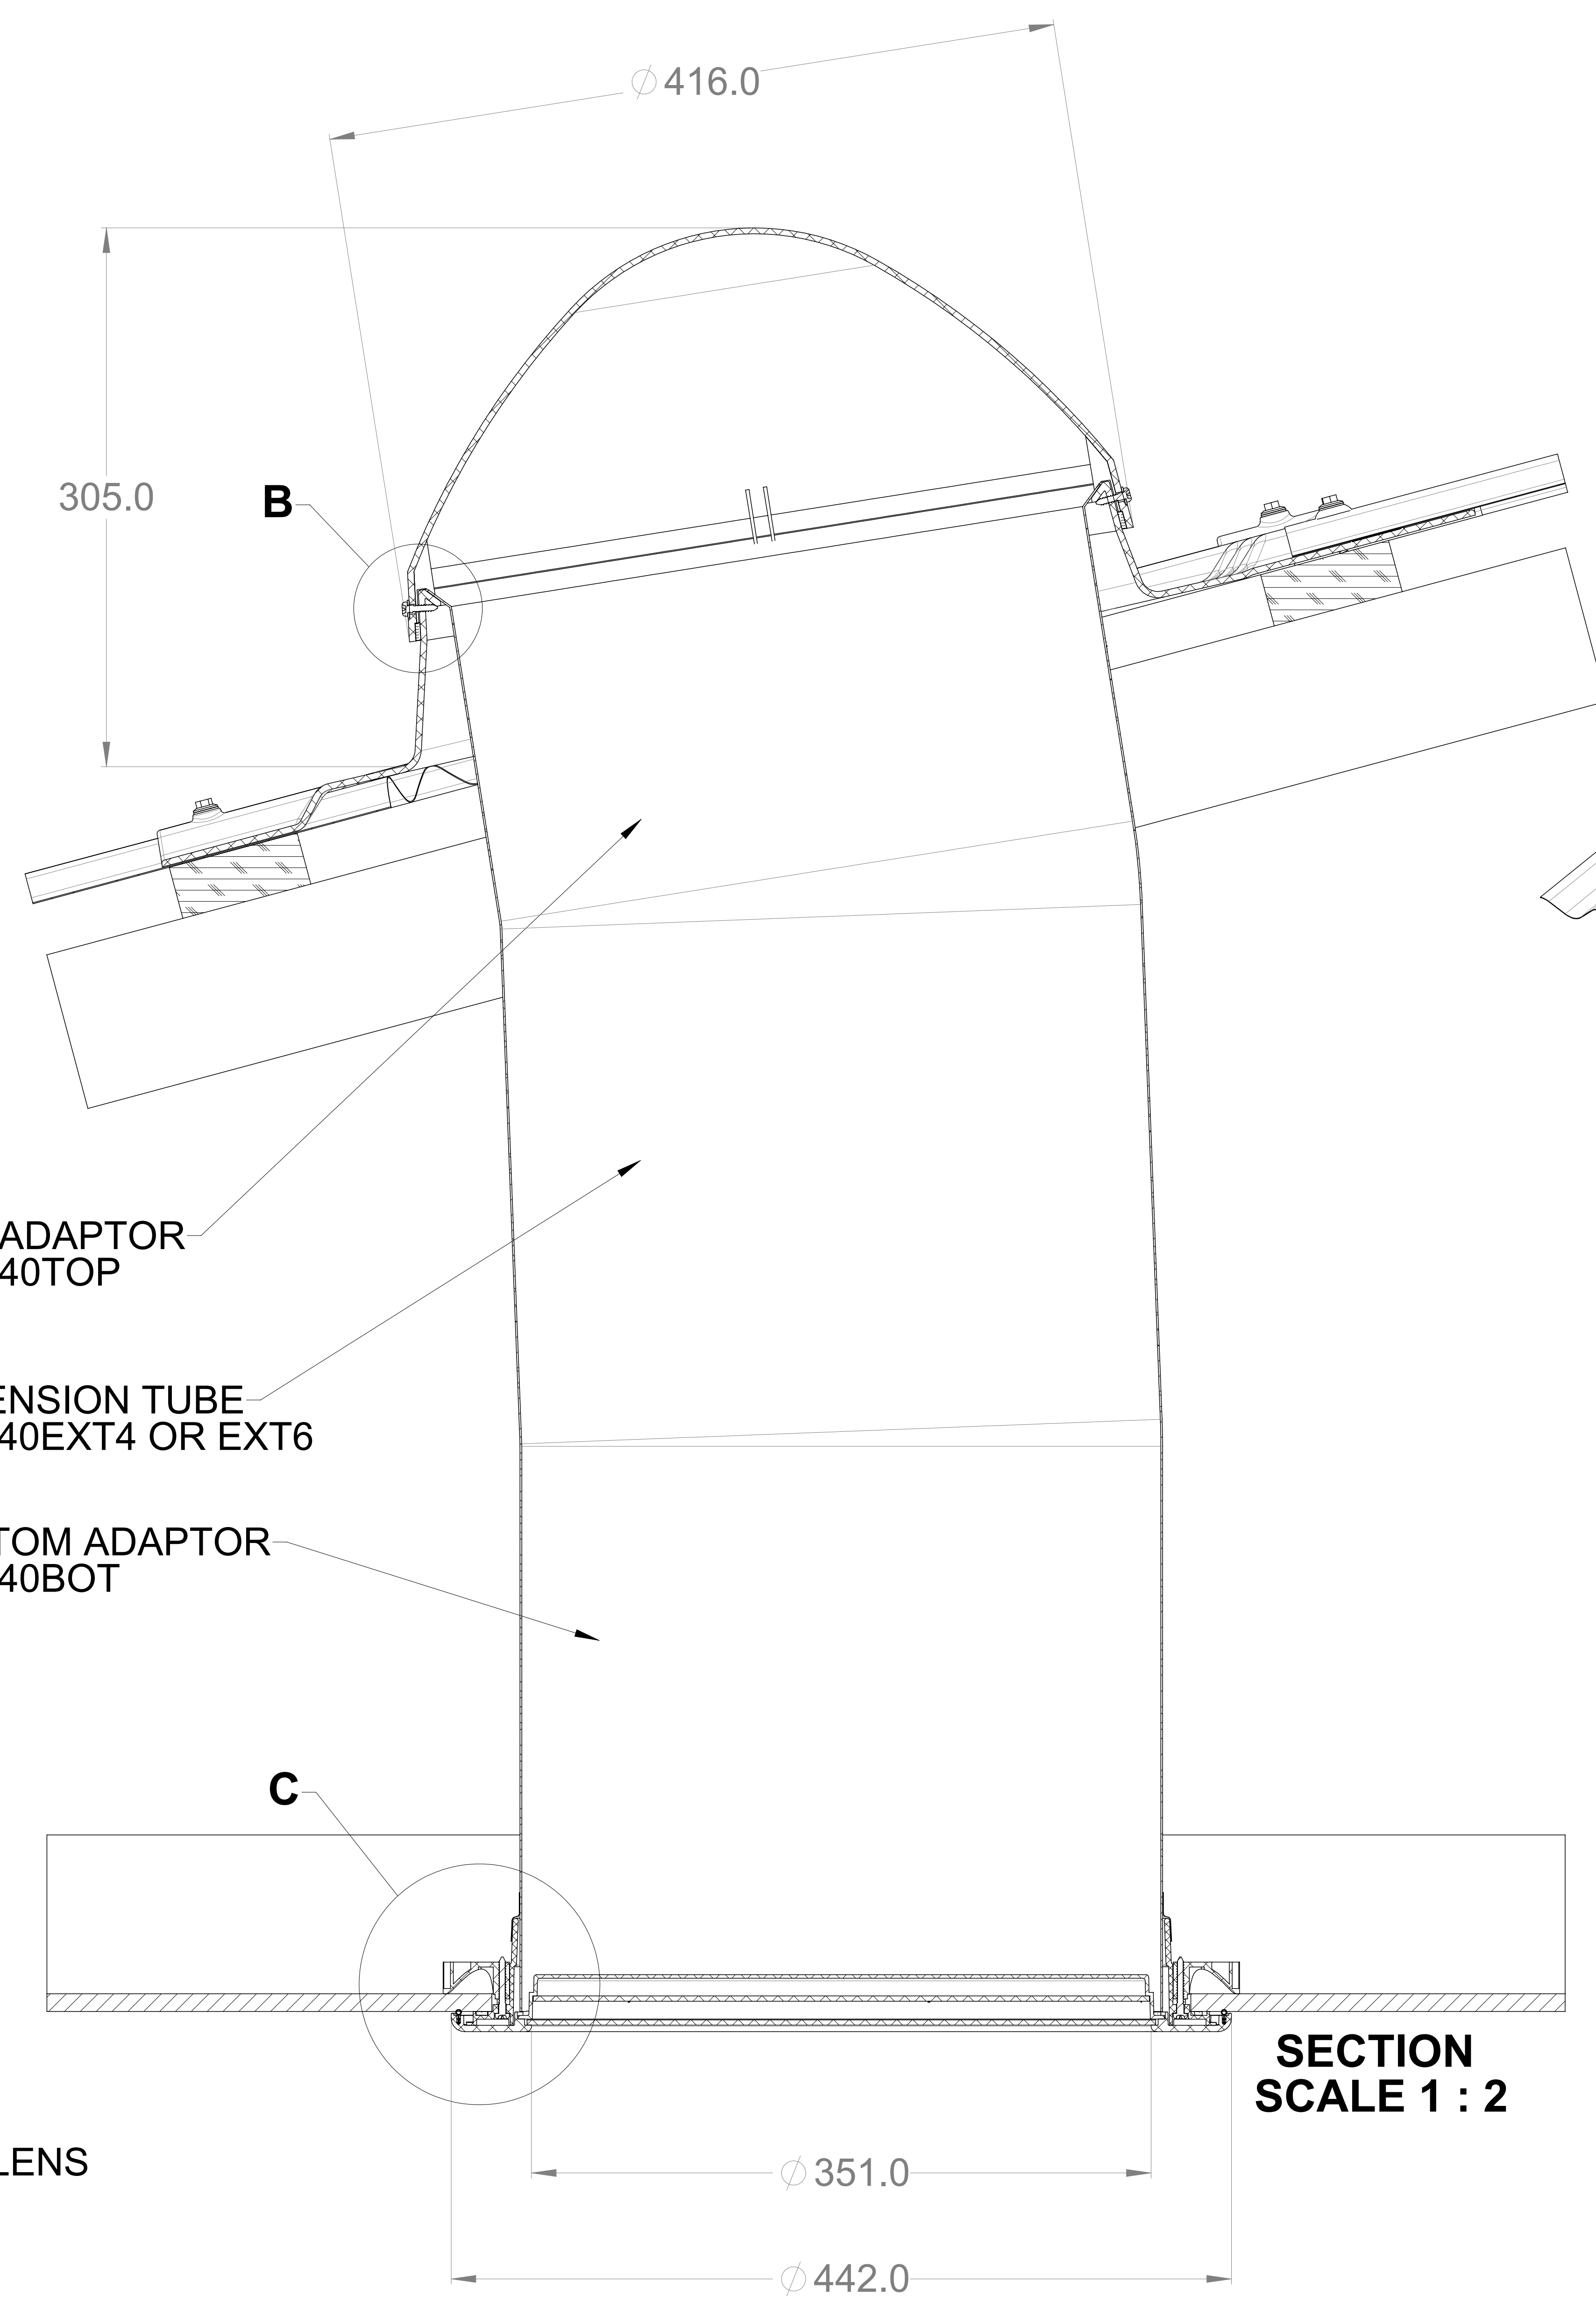 ⌀ 416.0
305.0
B
ADAPTOR
40TOP
ENSION TUBE
40EXT4 OR EXT6
TOM ADAPTOR
40BOT
C
SECTION
SCALE 1 : 2
LENS
⌀ 351.0
⌀ 442.0